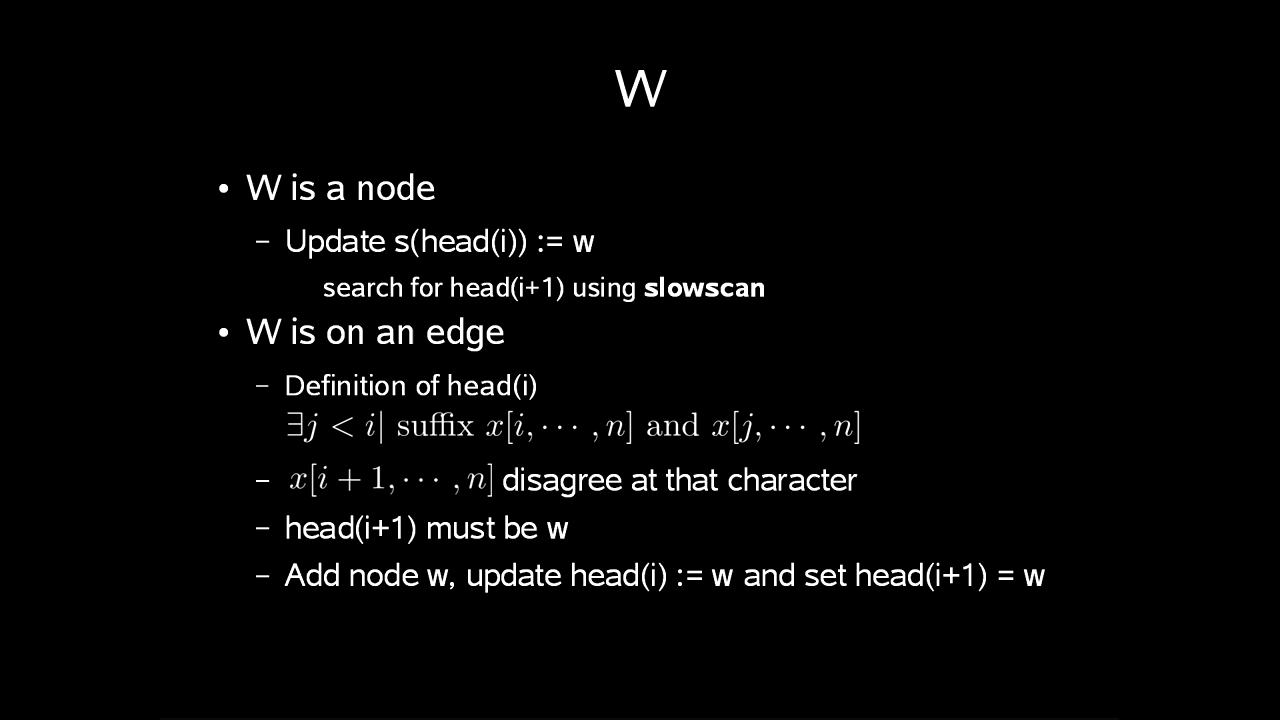 W
• W is a node
– Update s(head(i)) := w
search for head(i+1) using slowscan
• W is on an edge
– Definition of head(i)
∃j < i| suffix x[i, ⋯ , n] and x[j, ⋯ , n]
– x[i + 1, ⋯ , n] disagree at that character
– head(i+1) must be w
– Add node w, update head(i) := w and set head(i+1) = w